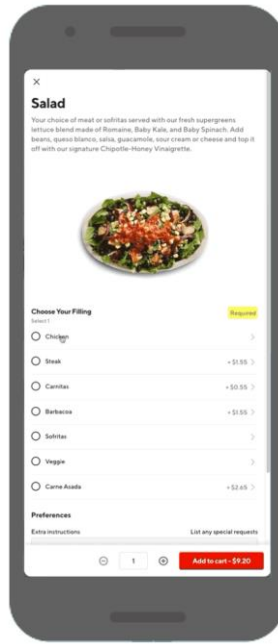 Salad
Your choice of meat or sofritas served with our fresh supergreens
lettuce blend made of Romaine, Baby Kale, and Baby Spinach. Add
beans, queso blanco, salsa, guacamole, sour cream or cheese and top it
off with our signature Chipotle-Honey Vinaigrette.
Choose Your Filling Required
Select 1
Chicken
Steak + $1.55
Carnitas + $0.55
Barbacoa + $1.55
Sofritas
Veggie
Carne Asada + $2.65
Preferences
Extra instructions List any special requests
1 Add to cart - $9.20